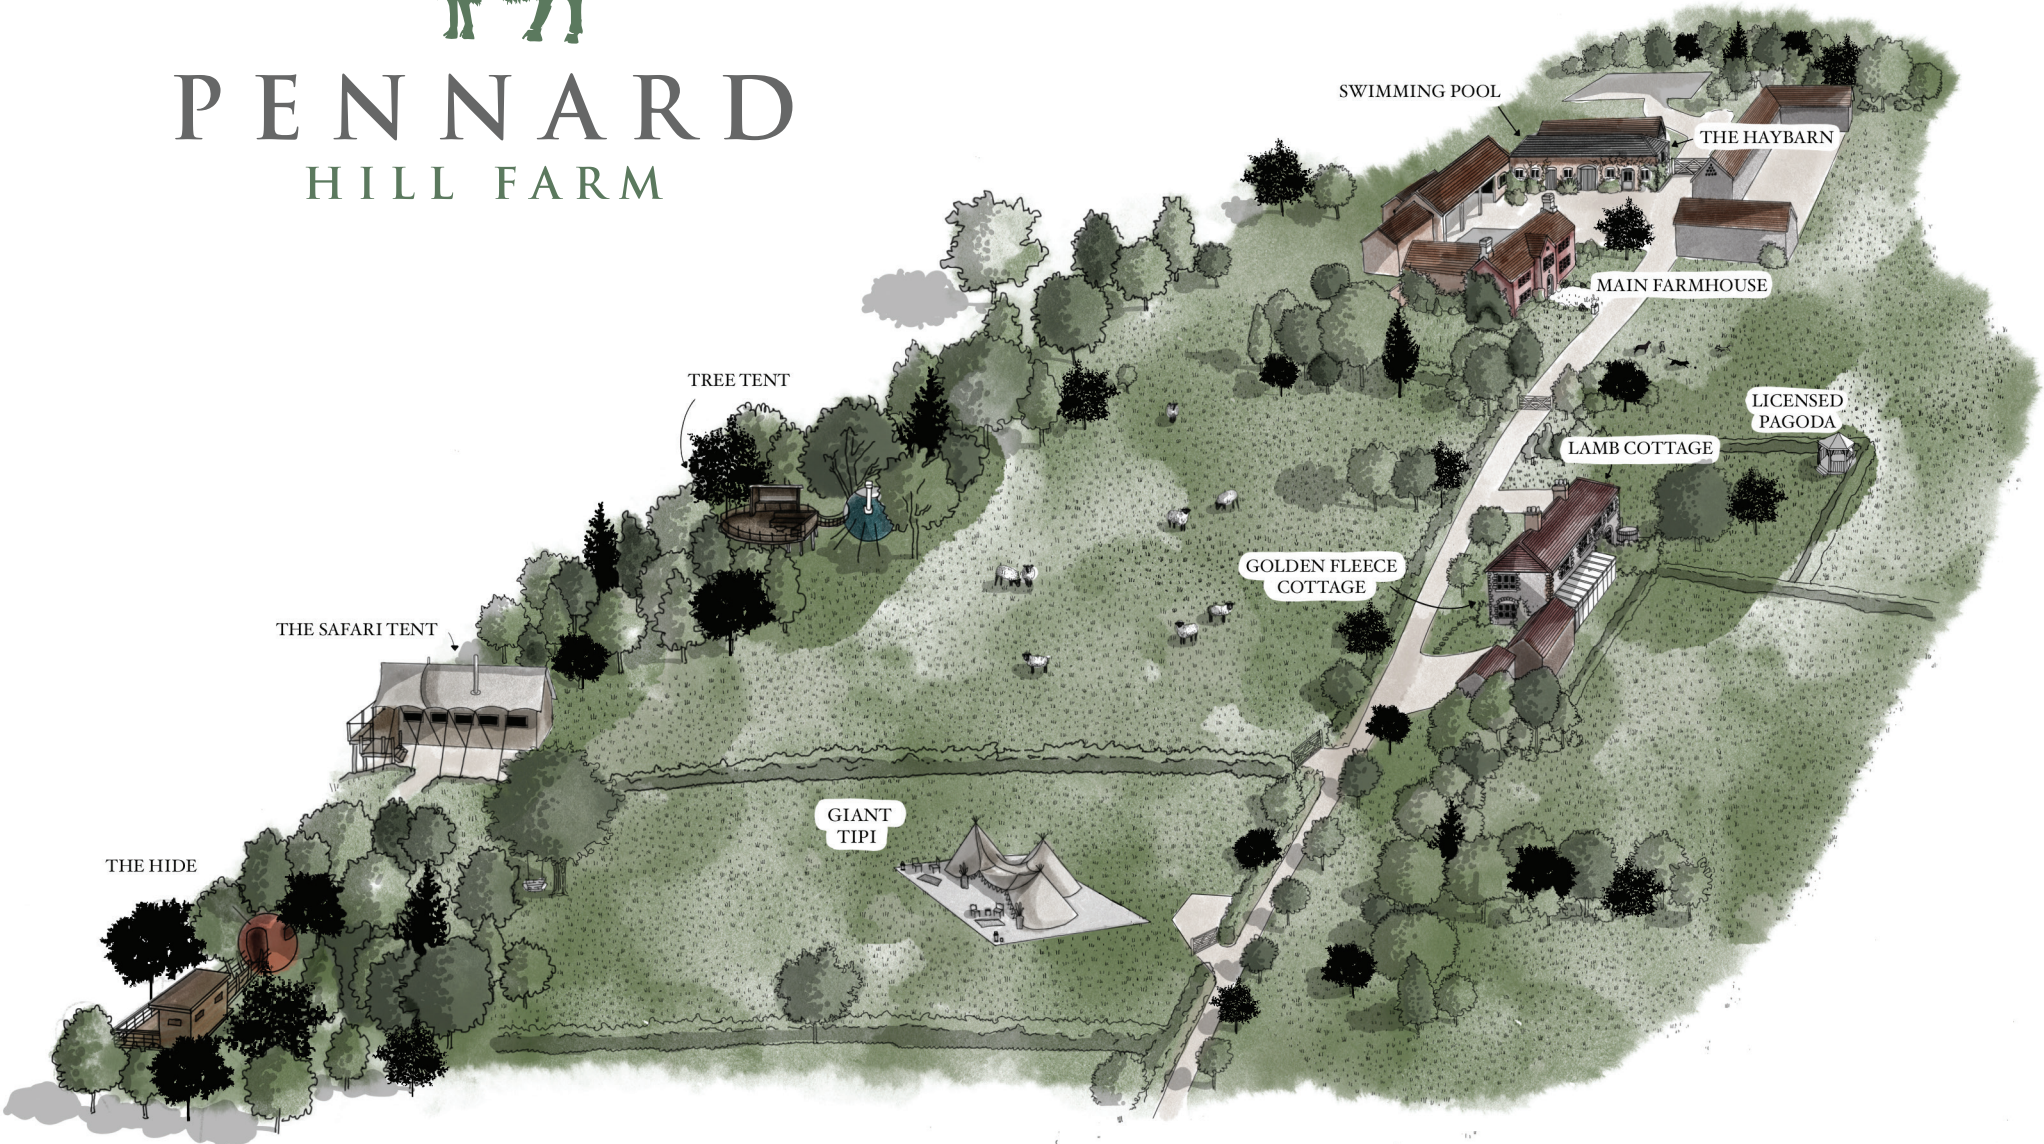 PENNARD
HILL FARM
SWIMMING POOL
THE HAYBARN
MAIN FARMHOUSE
TREE TENT
LICENSED
PAGODA
LAMB COTTAGE
GOLDEN FLEECE
COTTAGE
THE SAFARI TENT
GIANT
TIPI
THE HIDE